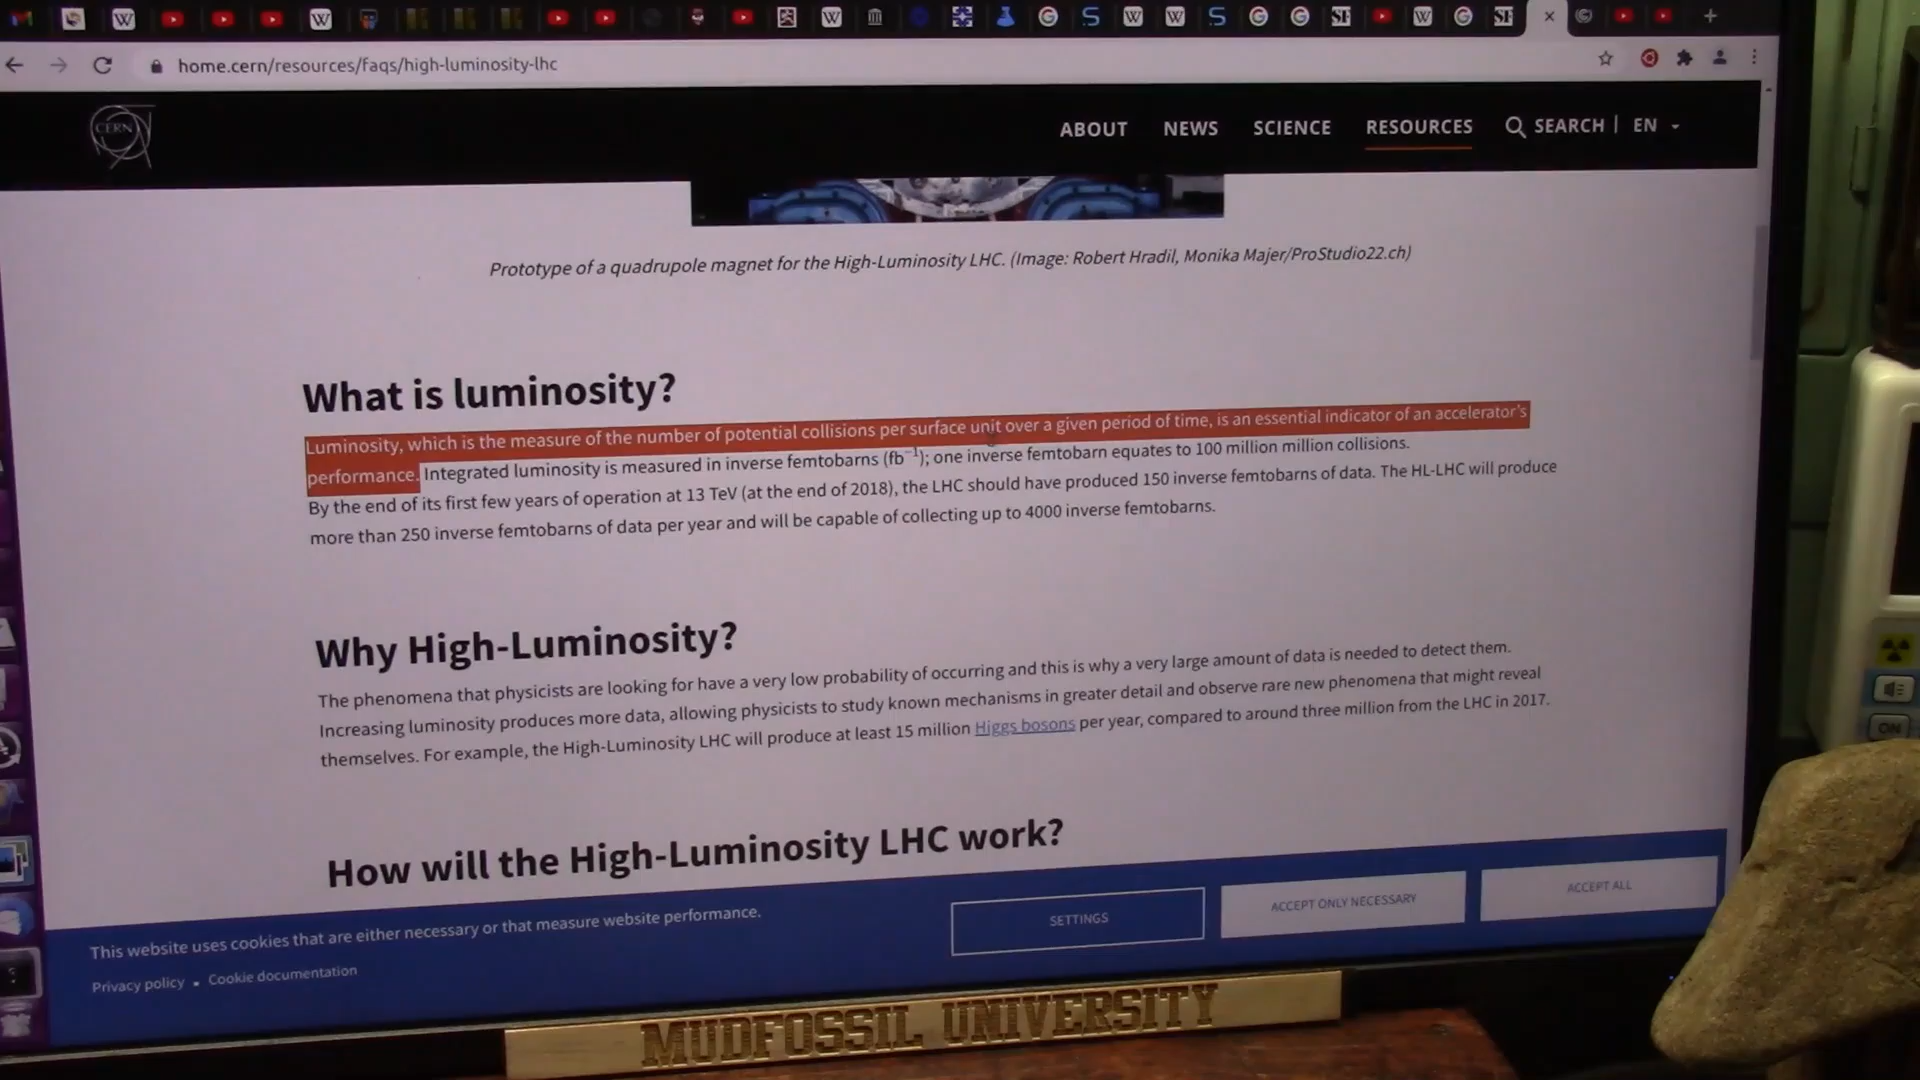 home.cern/resources/faqs/high-luminosity-lhc
CERN
ABOUT NEWS SCIENCE RESOURCES SEARCH | EN
Prototype of a quadrupole magnet for the High-Luminosity LHC. (Image: Robert Hradil, Monika Majer/ProStudio22.ch)
What is luminosity?
Luminosity, which is the measure of the number of potential collisions per surface unit over a given period of time, is an essential indicator of an accelerator's
performance. Integrated luminosity is measured in inverse femtobarns (fb⁻¹); one inverse femtobarn equates to 100 million million collisions.
By the end of its first few years of operation at 13 TeV (at the end of 2018), the LHC should have produced 150 inverse femtobarns of data. The HL-LHC will produce
more than 250 inverse femtobarns of data per year and will be capable of collecting up to 4000 inverse femtobarns.
Why High-Luminosity?
The phenomena that physicists are looking for have a very low probability of occurring and this is why a very large amount of data is needed to detect them.
Increasing luminosity produces more data, allowing physicists to study known mechanisms in greater detail and observe rare new phenomena that might reveal
themselves. For example, the High-Luminosity LHC will produce at least 15 million Higgs bosons per year, compared to around three million from the LHC in 2017.
How will the High-Luminosity LHC work?
This website uses cookies that are either necessary or that measure website performance.
Privacy policy • Cookie documentation
SETTINGS
ACCEPT ONLY NECESSARY
ACCEPT ALL
ON
MUDFOSSIL UNIVERSITY